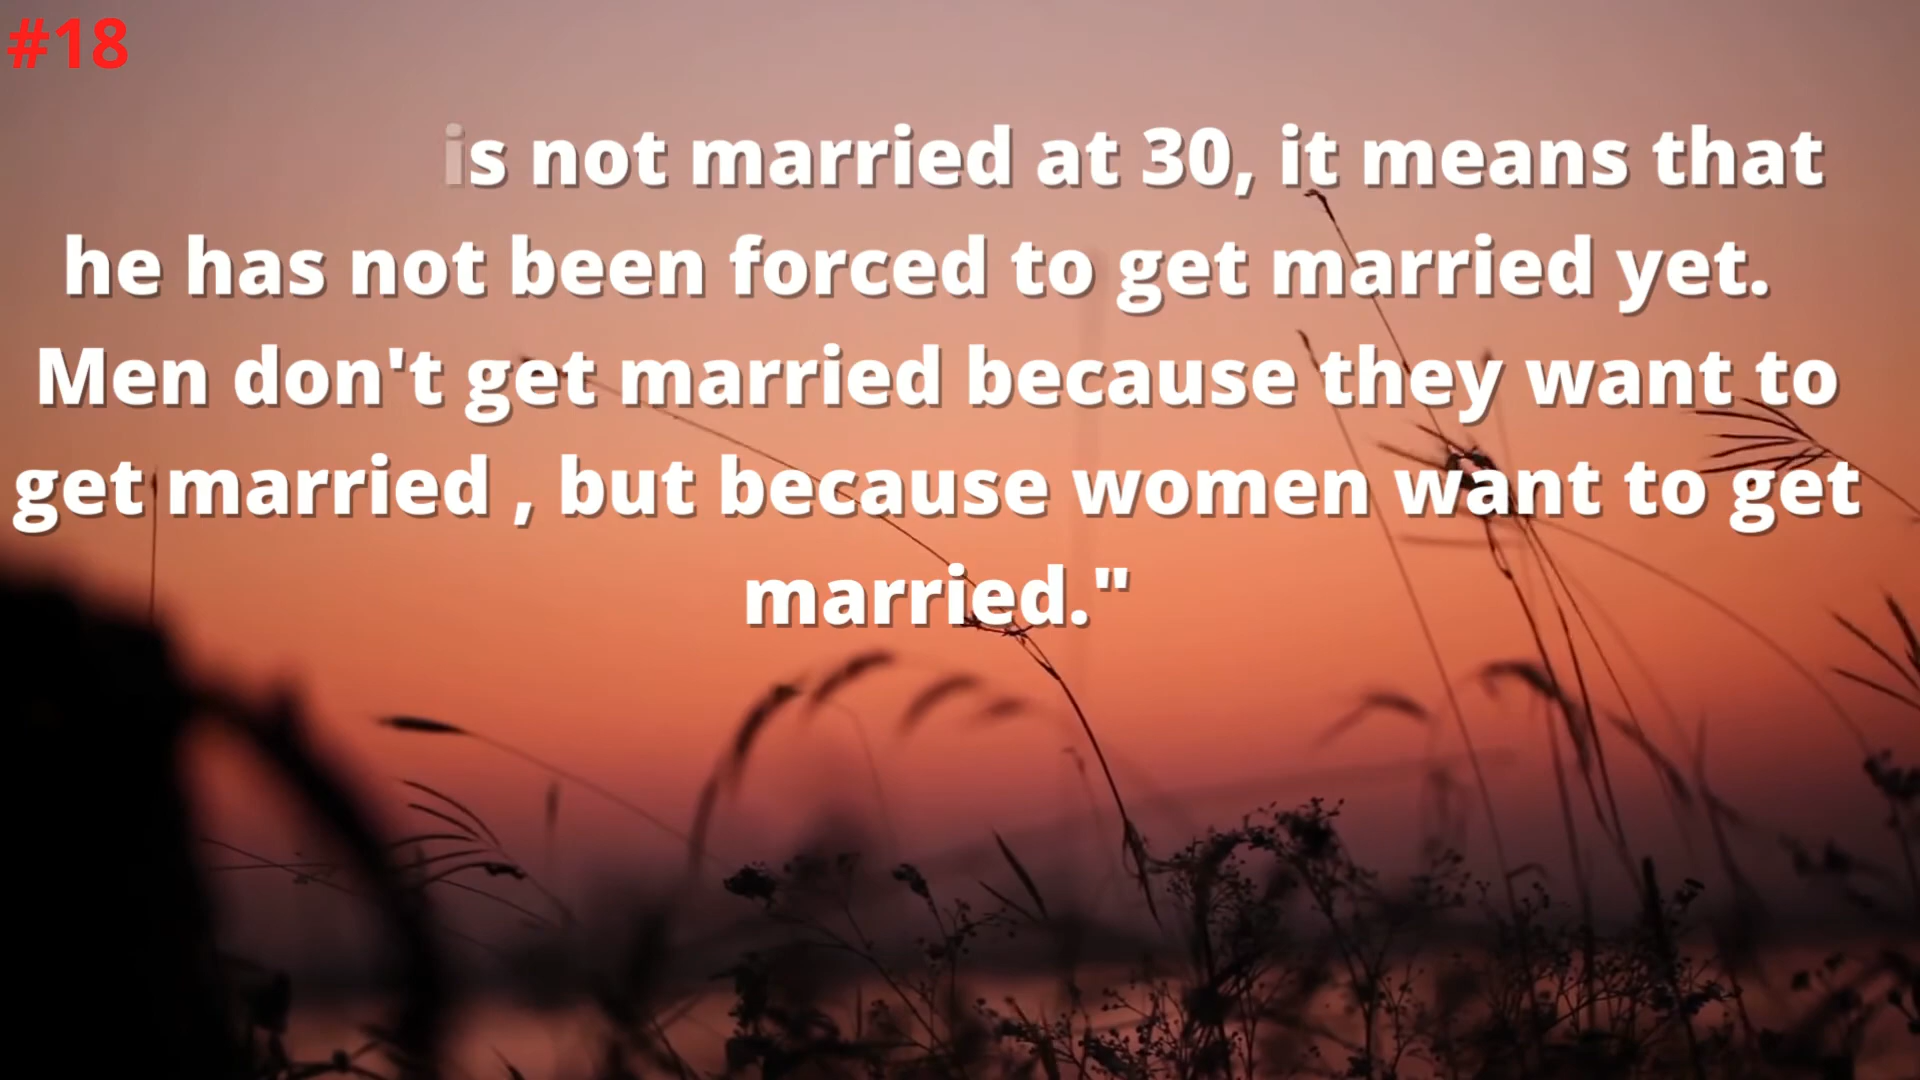 #18
is not married at 30, it means that
he has not been forced to get married yet.
Men don't get married because they want to
get married , but because women want to get
married."